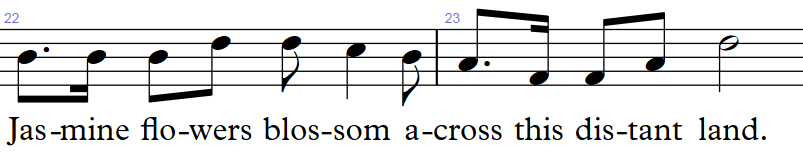 22 23
Jas-mine flo-wers blos-som a-cross this dis-tant land.